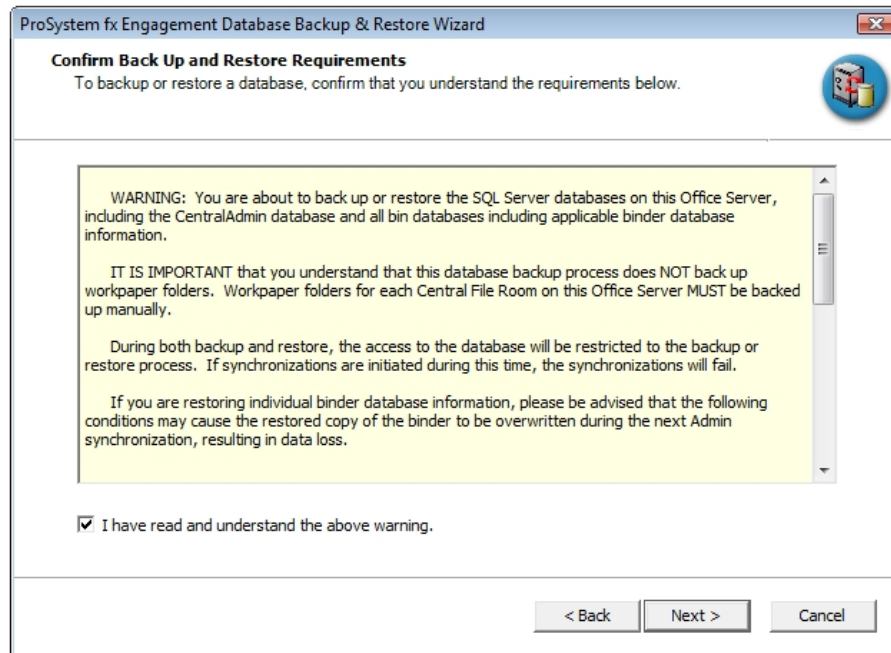 ProSystem fx Engagement Database Backup & Restore Wizard
Confirm Back Up and Restore Requirements
To backup or restore a database, confirm that you understand the requirements below.
WARNING: You are about to back up or restore the SQL Server databases on this Office Server,
including the CentralAdmin database and all bin databases including applicable binder database
information.
IT IS IMPORTANT that you understand that this database backup process does NOT back up
workpaper folders. Workpaper folders for each Central File Room on this Office Server MUST be backed
up manually.
During both backup and restore, the access to the database will be restricted to the backup or
restore process. If synchronizations are initiated during this time, the synchronizations will fail.
If you are restoring individual binder database information, please be advised that the following
conditions may cause the restored copy of the binder to be overwritten during the next Admin
synchronization, resulting in data loss.
I have read and understand the above warning.
< Back Next > Cancel